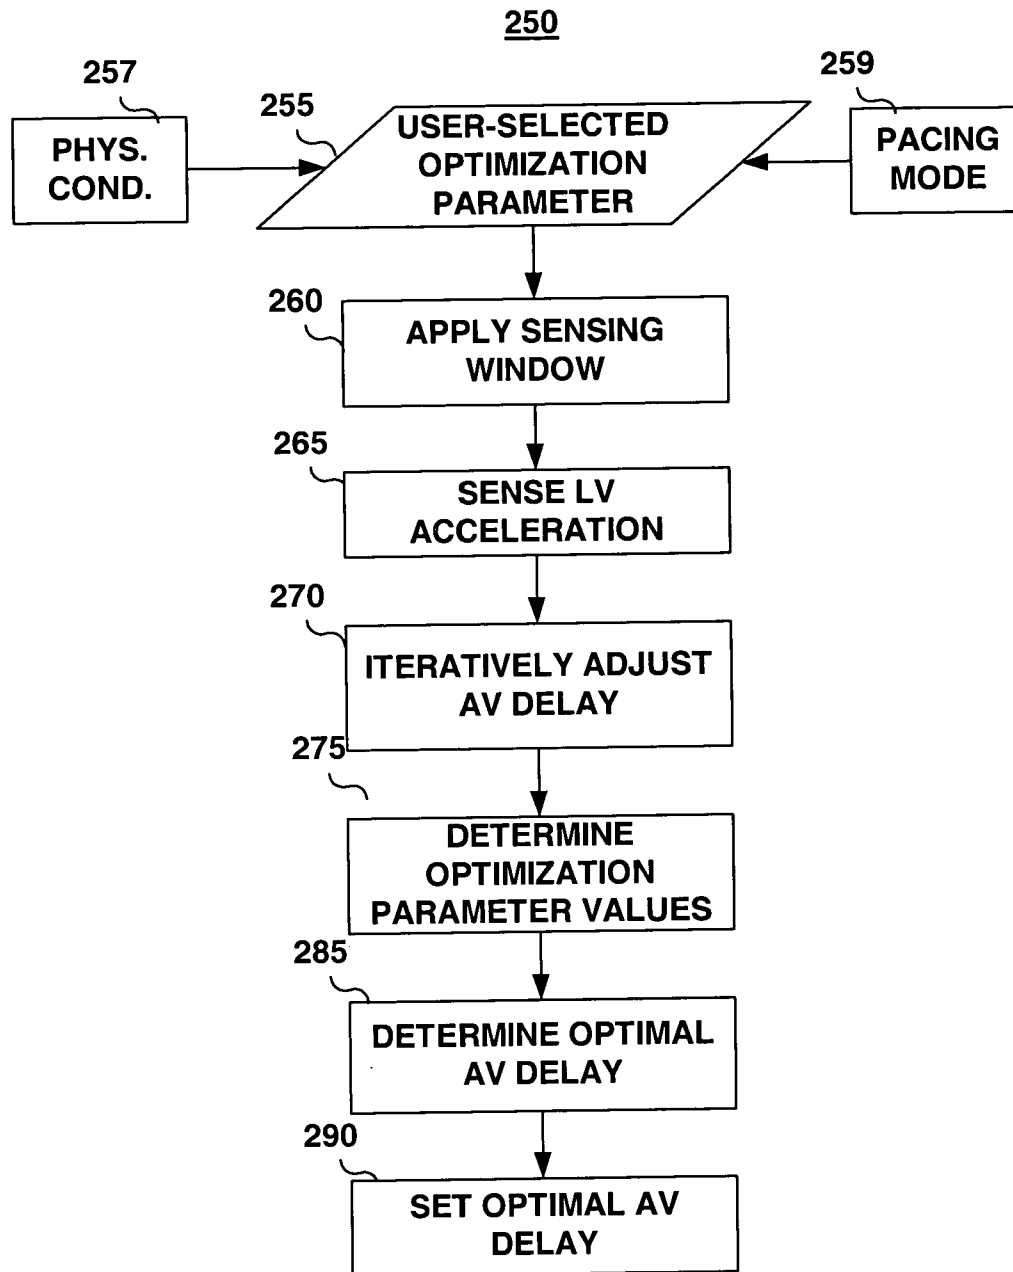 250
257
PHYS.
COND.
255
USER-SELECTED
OPTIMIZATION
PARAMETER
259
PACING
MODE
260
APPLY SENSING
WINDOW
265
SENSE LV
ACCELERATION
270
ITERATIVELY ADJUST
AV DELAY
275
DETERMINE
OPTIMIZATION
PARAMETER VALUES
285
DETERMINE OPTIMAL
AV DELAY
290
SET OPTIMAL AV
DELAY